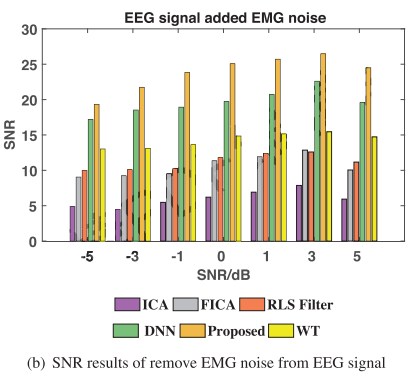 EEG signal added EMG noise
30
25
20
15
10
5
0
SNR
-5 -3 -1 0 1 3 5
SNR/dB
ICA FICA RLS Filter
DNN Proposed WT
(b) SNR results of remove EMG noise from EEG signal